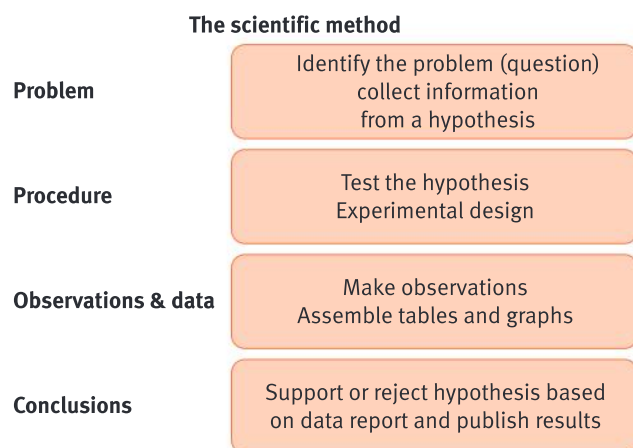 The scientific method
Problem
Identify the problem (question)
collect information
from a hypothesis
Procedure
Test the hypothesis
Experimental design
Observations & data
Make observations
Assemble tables and graphs
Conclusions
Support or reject hypothesis based
on data report and publish results